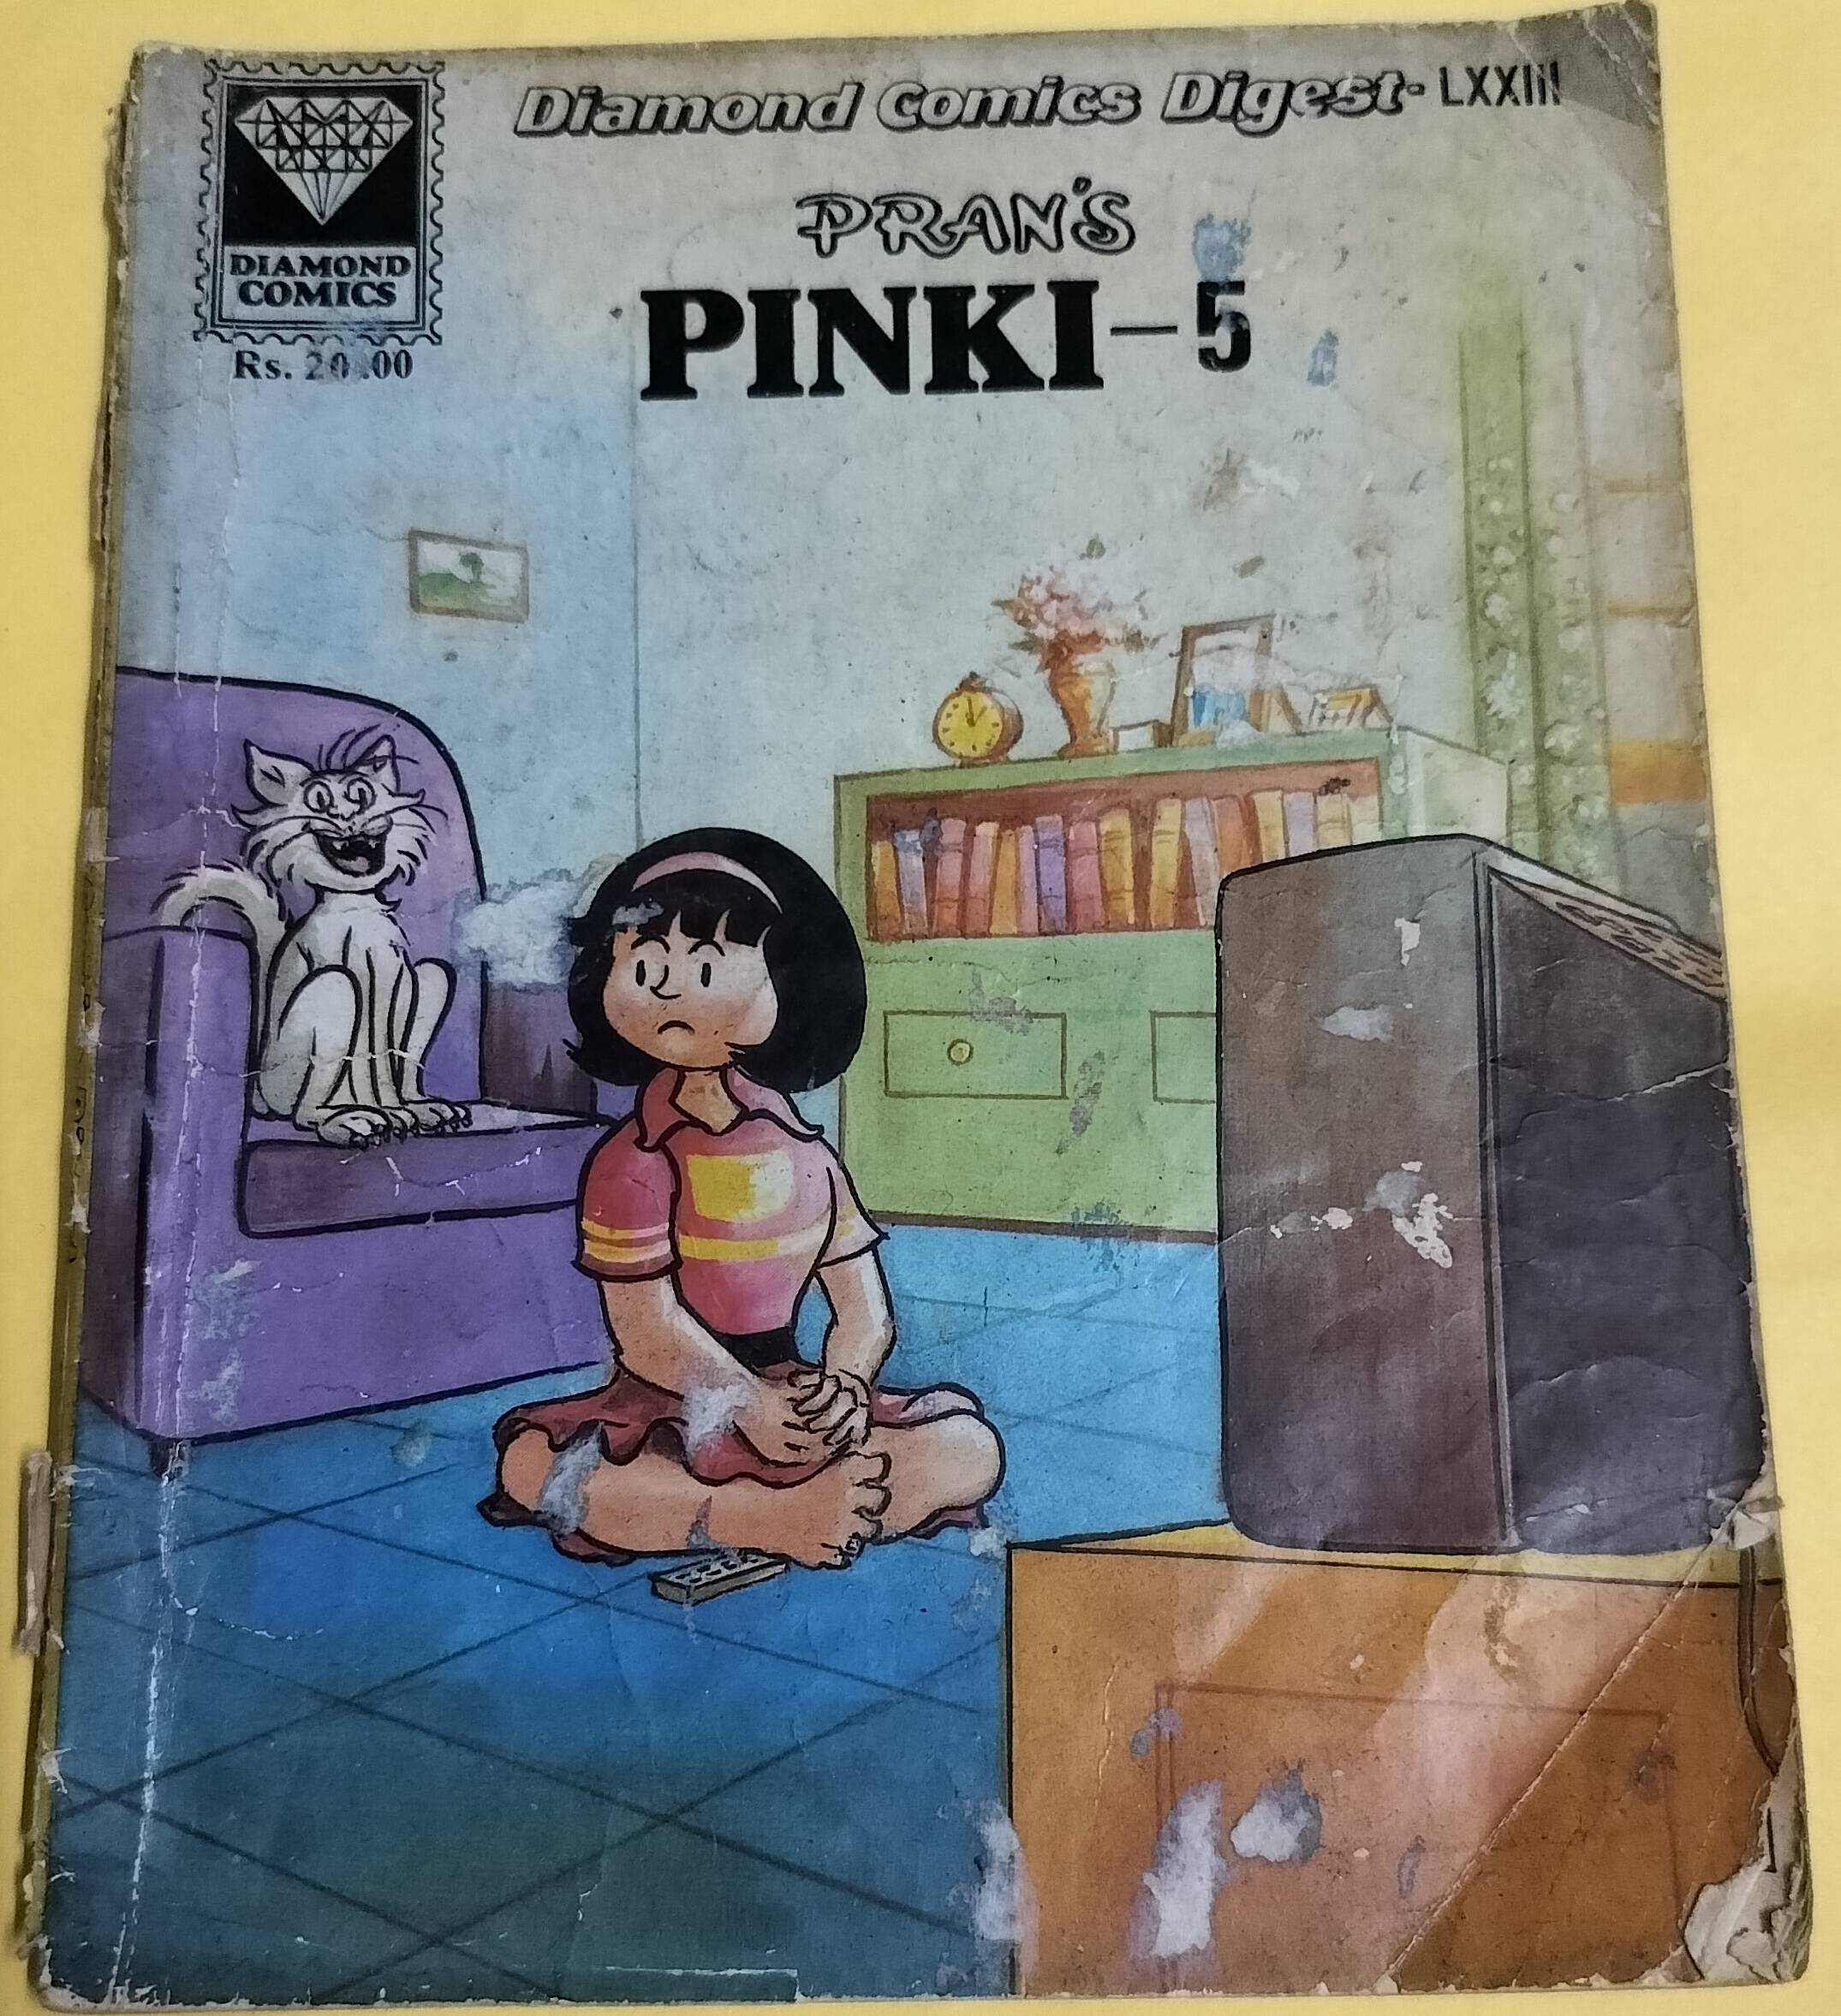 Diamond Comics Digest-LXXIII
DIAMOND
COMICS
Rs. 20.00
PRAN'S
PINKI-5